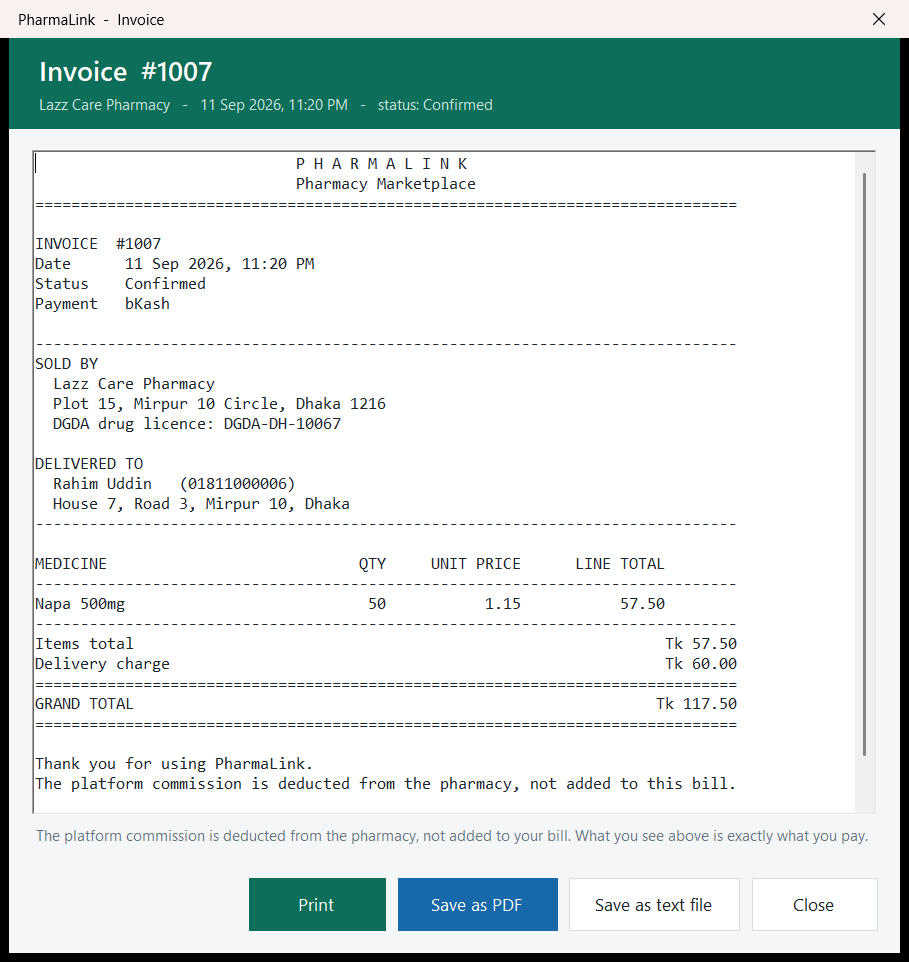 PharmaLink - Invoice
Invoice #1007
Lazz Care Pharmacy - 11 Sep 2026, 11:20 PM - status: Confirmed
P H A R M A L I N K
Pharmacy Marketplace
==============================================================================
INVOICE  #1007
Date      11 Sep 2026, 11:20 PM
Status    Confirmed
Payment   bKash
------------------------------------------------------------------------------
SOLD BY
  Lazz Care Pharmacy
  Plot 15, Mirpur 10 Circle, Dhaka 1216
  DGDA drug licence: DGDA-DH-10067
DELIVERED TO
  Rahim Uddin   (01811000006)
  House 7, Road 3, Mirpur 10, Dhaka
------------------------------------------------------------------------------
MEDICINE                            QTY     UNIT PRICE      LINE TOTAL
------------------------------------------------------------------------------
Napa 500mg                           50           1.15           57.50
------------------------------------------------------------------------------
Items total                                                           Tk 57.50
Delivery charge                                                       Tk 60.00
==============================================================================
GRAND TOTAL                                                          Tk 117.50
==============================================================================
Thank you for using PharmaLink.
The platform commission is deducted from the pharmacy, not added to this bill.
The platform commission is deducted from the pharmacy, not added to your bill. What you see above is exactly what you pay.
Print
Save as PDF
Save as text file
Close